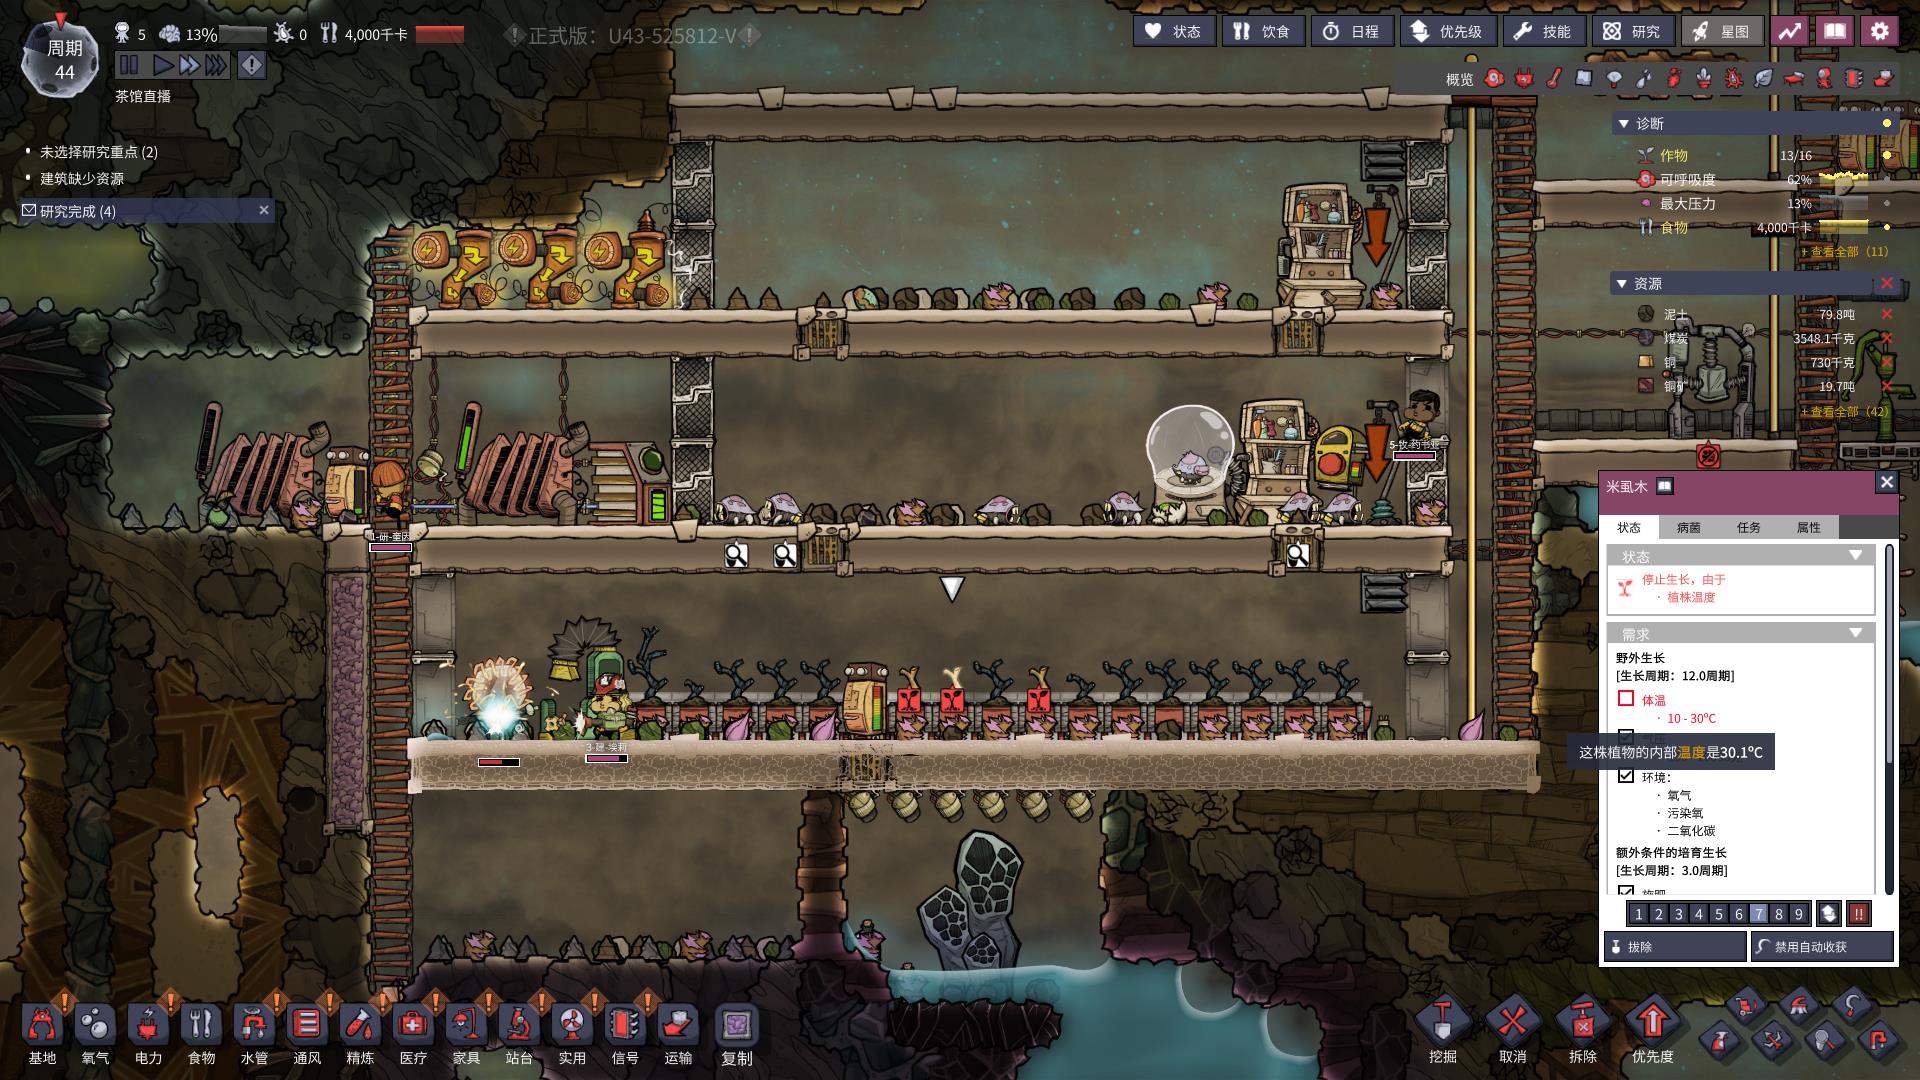 周期
44
5
13%
0
4,000千卡
正式版：U43-525812-V
茶馆直播
未选择研究重点 (2)
建筑缺少资源
研究完成 (4)
状态
饮食
日程
优先级
技能
研究
星图
概览
诊断
作物 13/16
可呼吸度 62%
最大压力 13%
食物 4,000千卡
+ 查看全部（11）
资源
泥土 79.8吨
煤炭 3548.1千克
铜 730千克
铜矿 19.7吨
+ 查看全部（42）
3-建-埃莉
米虱木
状态 病菌 任务 属性
状态
停止生长，由于
· 植株温度
需求
野外生长
[生长周期：12.0周期]
体温
· 10 - 30ºC
这株植物的内部温度是30.1ºC
环境：
· 氧气
· 污染氧
· 二氧化碳
额外条件的培育生长
[生长周期：3.0周期]
1 2 3 4 5 6 7 8 9 !!
拔除
禁用自动收获
基地
氧气
电力
食物
水管
通风
精炼
医疗
家具
站台
实用
信号
运输
复制
挖掘
取消
拆除
优先度